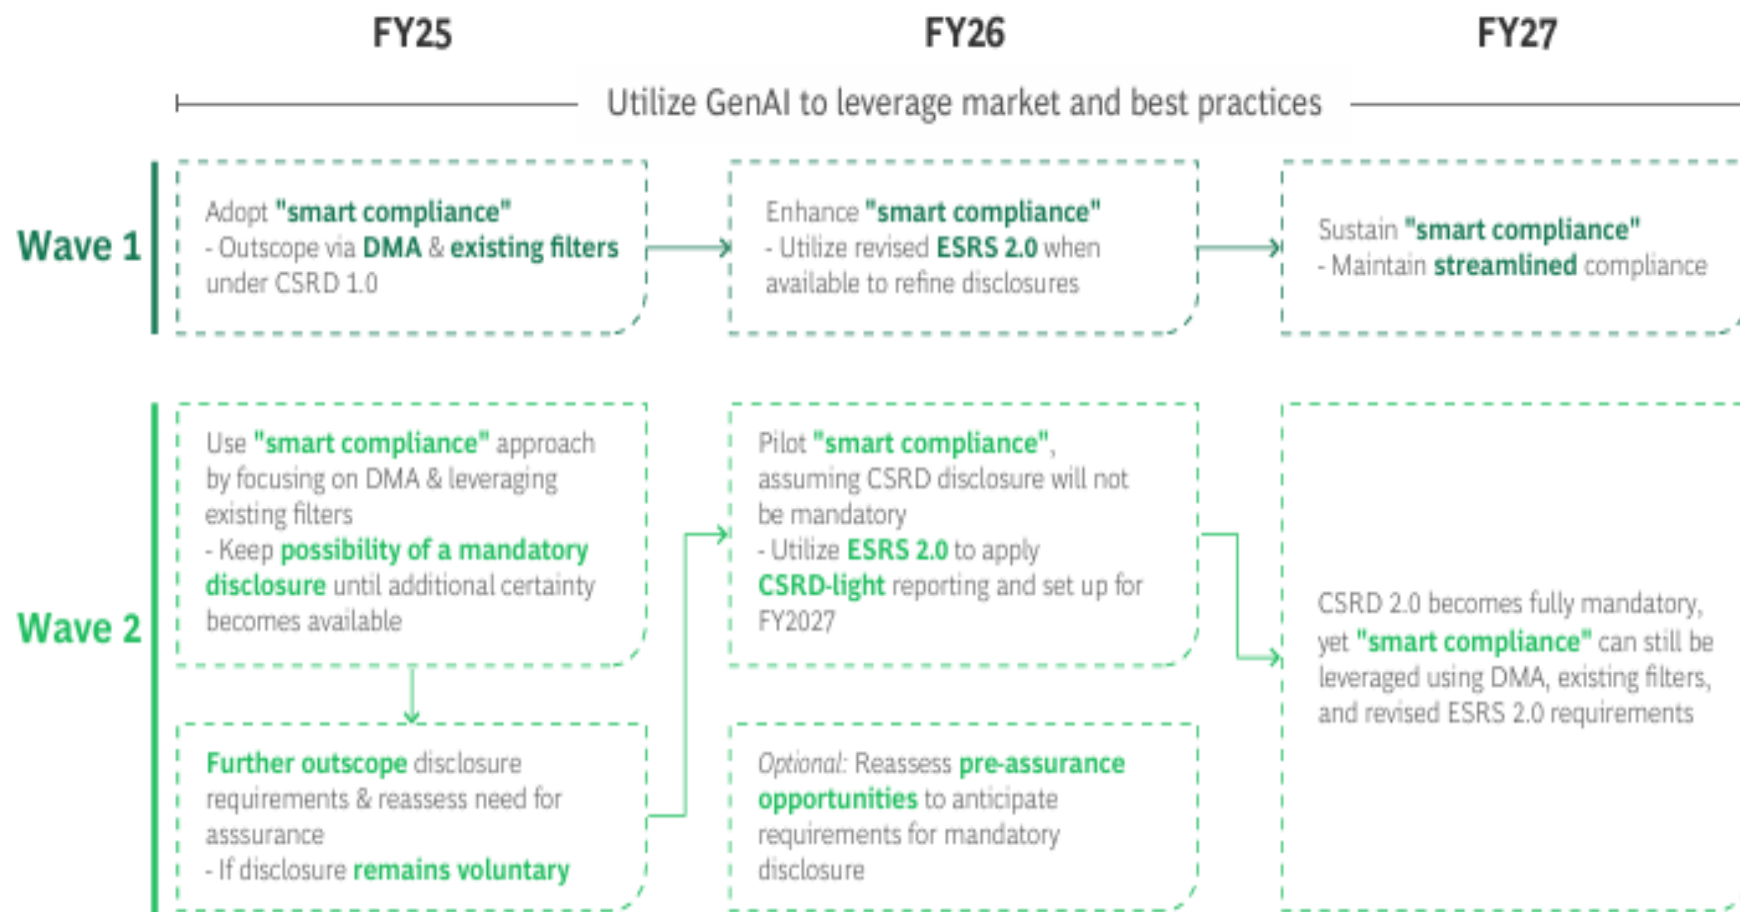 FY25
FY26
FY27
Utilize GenAI to leverage market and best practices
Wave 1
Adopt "smart compliance"
- Outscope via DMA & existing filters
under CSRD 1.0
Enhance "smart compliance"
- Utilize revised ESRS 2.0 when
available to refine disclosures
Sustain "smart compliance"
- Maintain streamlined compliance
Wave 2
Use "smart compliance" approach
by focusing on DMA & leveraging
existing filters
- Keep possibility of a mandatory
disclosure until additional certainty
becomes available
Further outscope disclosure
requirements & reassess need for
asssurance
- If disclosure remains voluntary
Pilot "smart compliance",
assuming CSRD disclosure will not
be mandatory
- Utilize ESRS 2.0 to apply
CSRD-light reporting and set up for
FY2027
Optional: Reassess pre-assurance
opportunities to anticipate
requirements for mandatory
disclosure
CSRD 2.0 becomes fully mandatory,
yet "smart compliance" can still be
leveraged using DMA, existing filters,
and revised ESRS 2.0 requirements